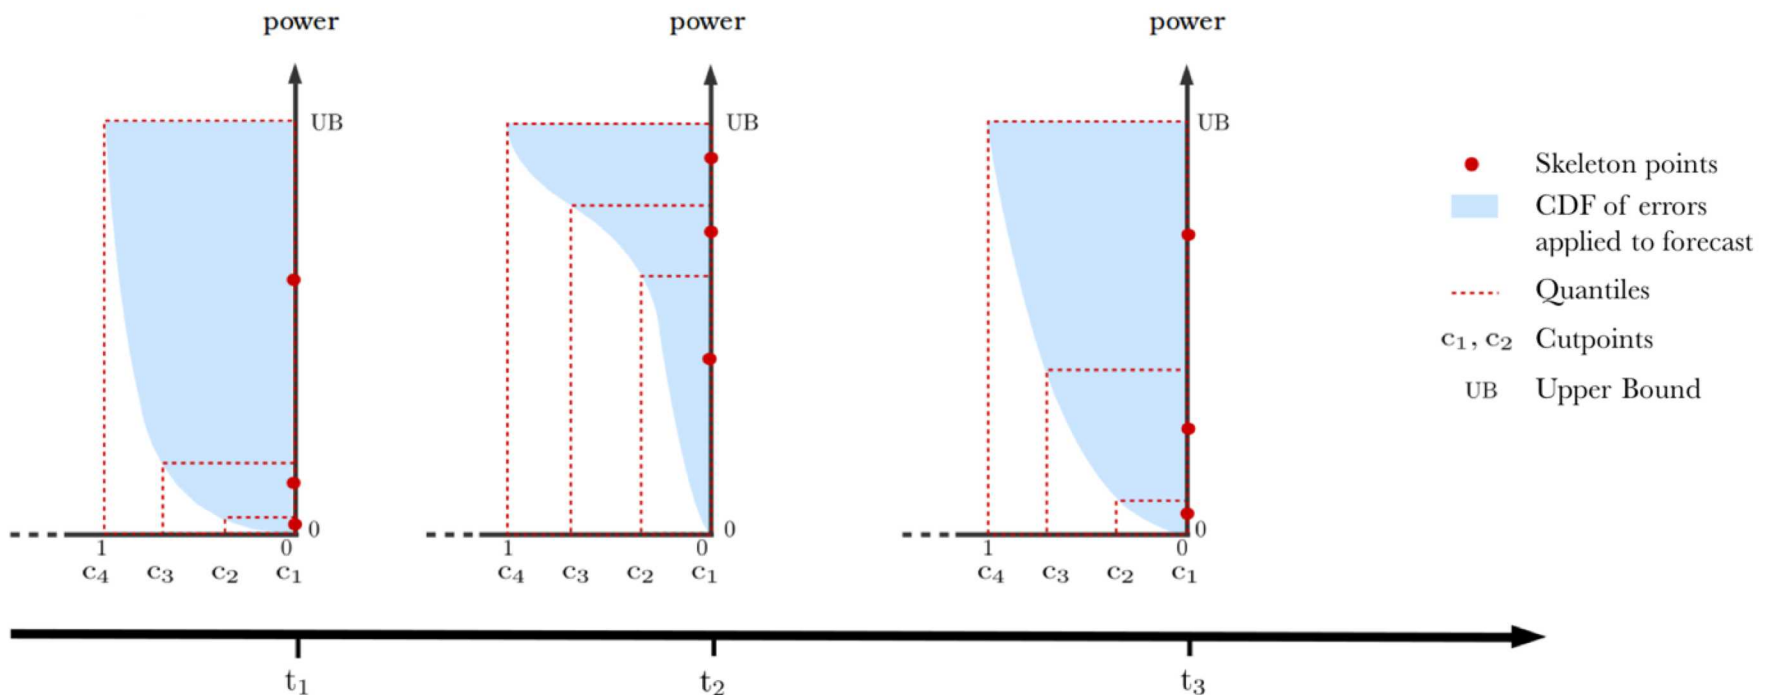 power power power
UB UB UB
0 0 0
1 0 1 0 1 0
c₄ c₃ c₂ c₁ c₄ c₃ c₂ c₁ c₄ c₃ c₂ c₁
t₁ t₂ t₃
Skeleton points
CDF of errors
applied to forecast
Quantiles
c₁, c₂ Cutpoints
UB Upper Bound